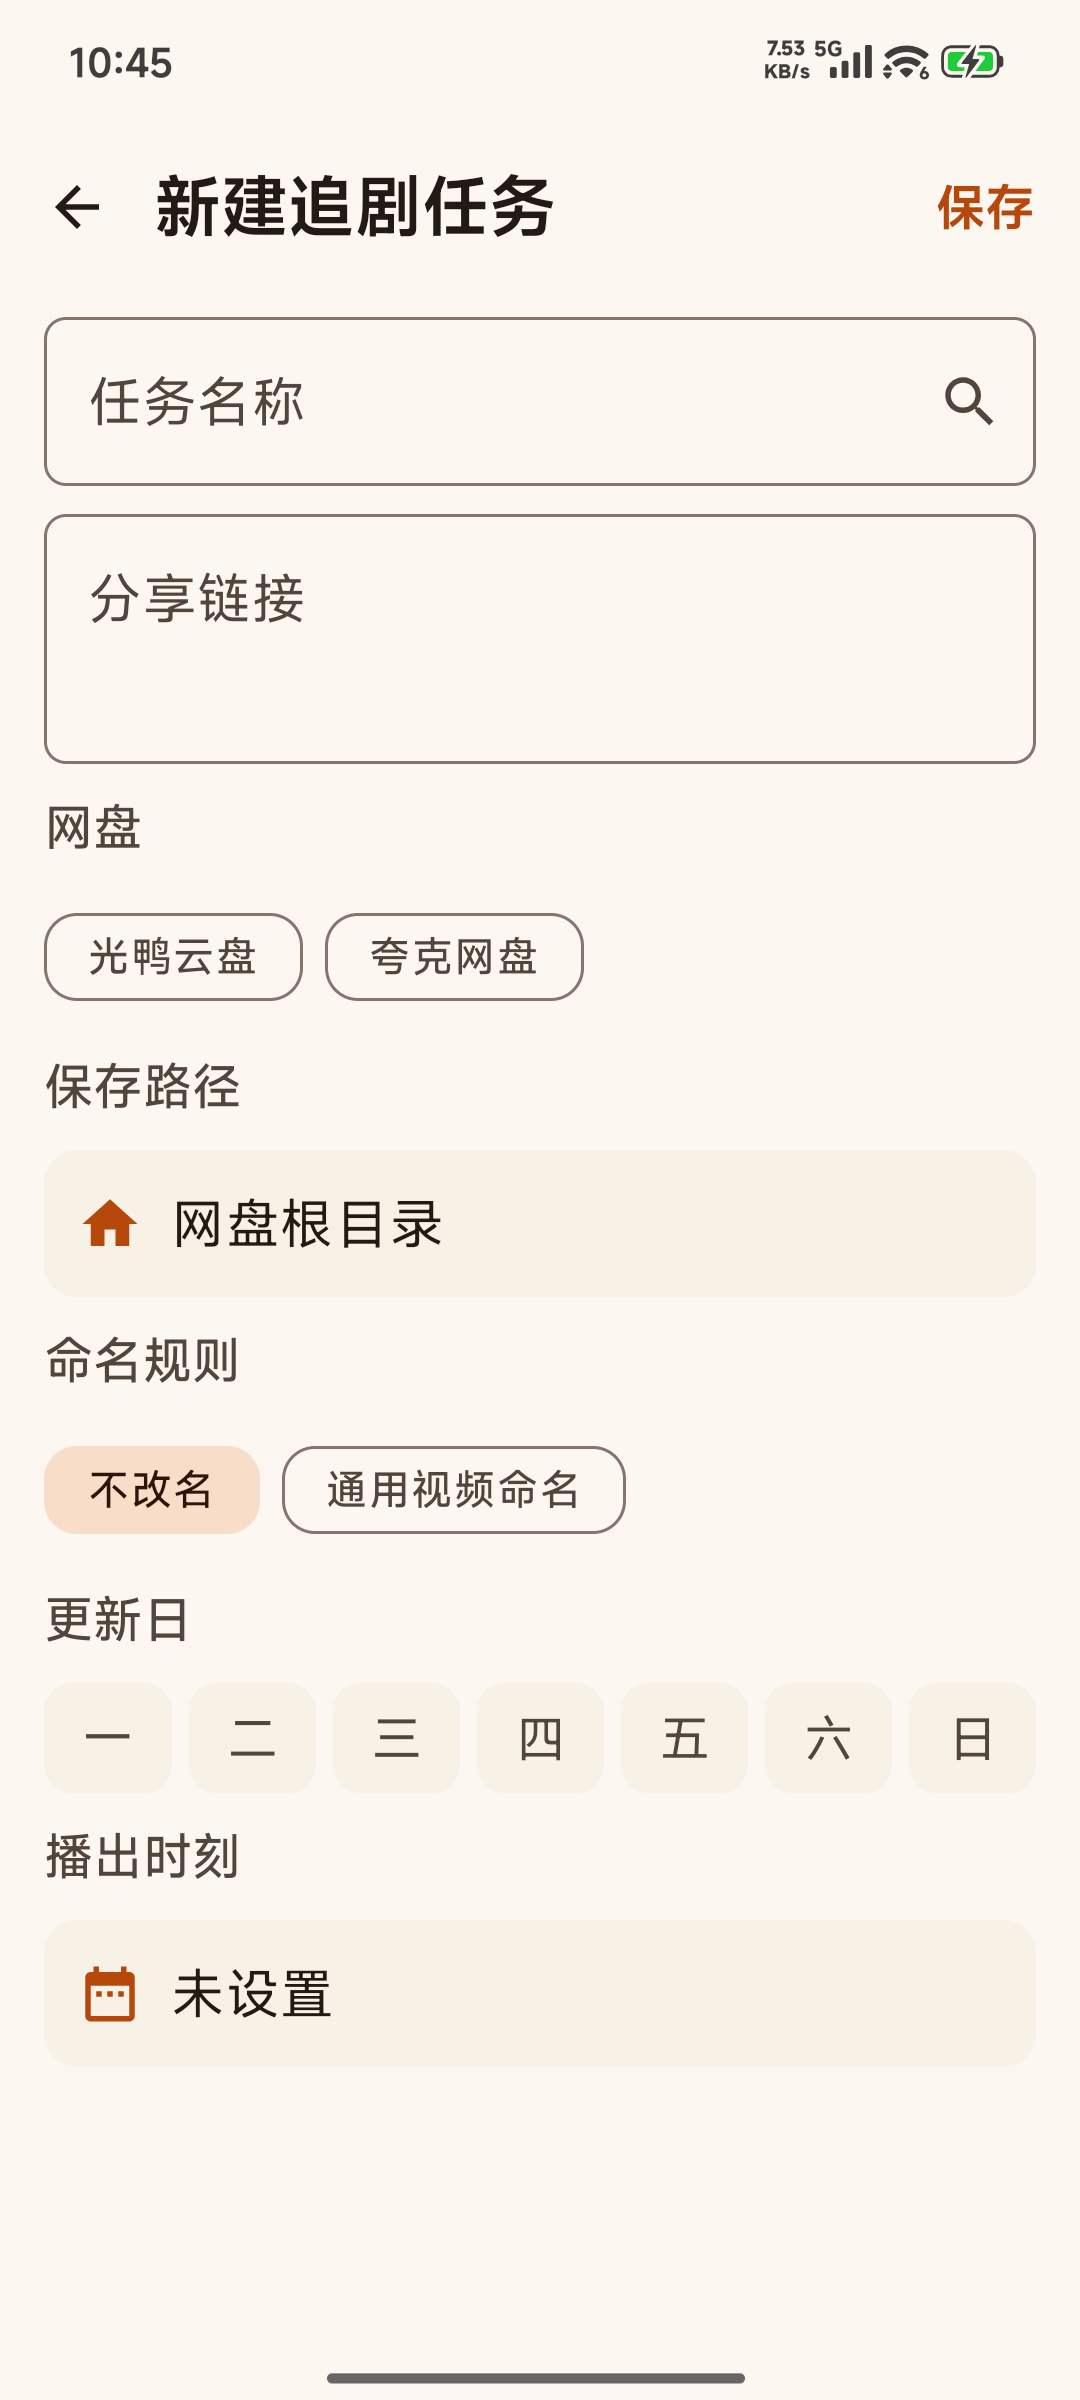 10:45 7.53 KB/s 5G 6
新建追剧任务 保存
任务名称
分享链接
网盘
光鸭云盘 夸克网盘
保存路径
网盘根目录
命名规则
不改名 通用视频命名
更新日
一 二 三 四 五 六 日
播出时刻
未设置